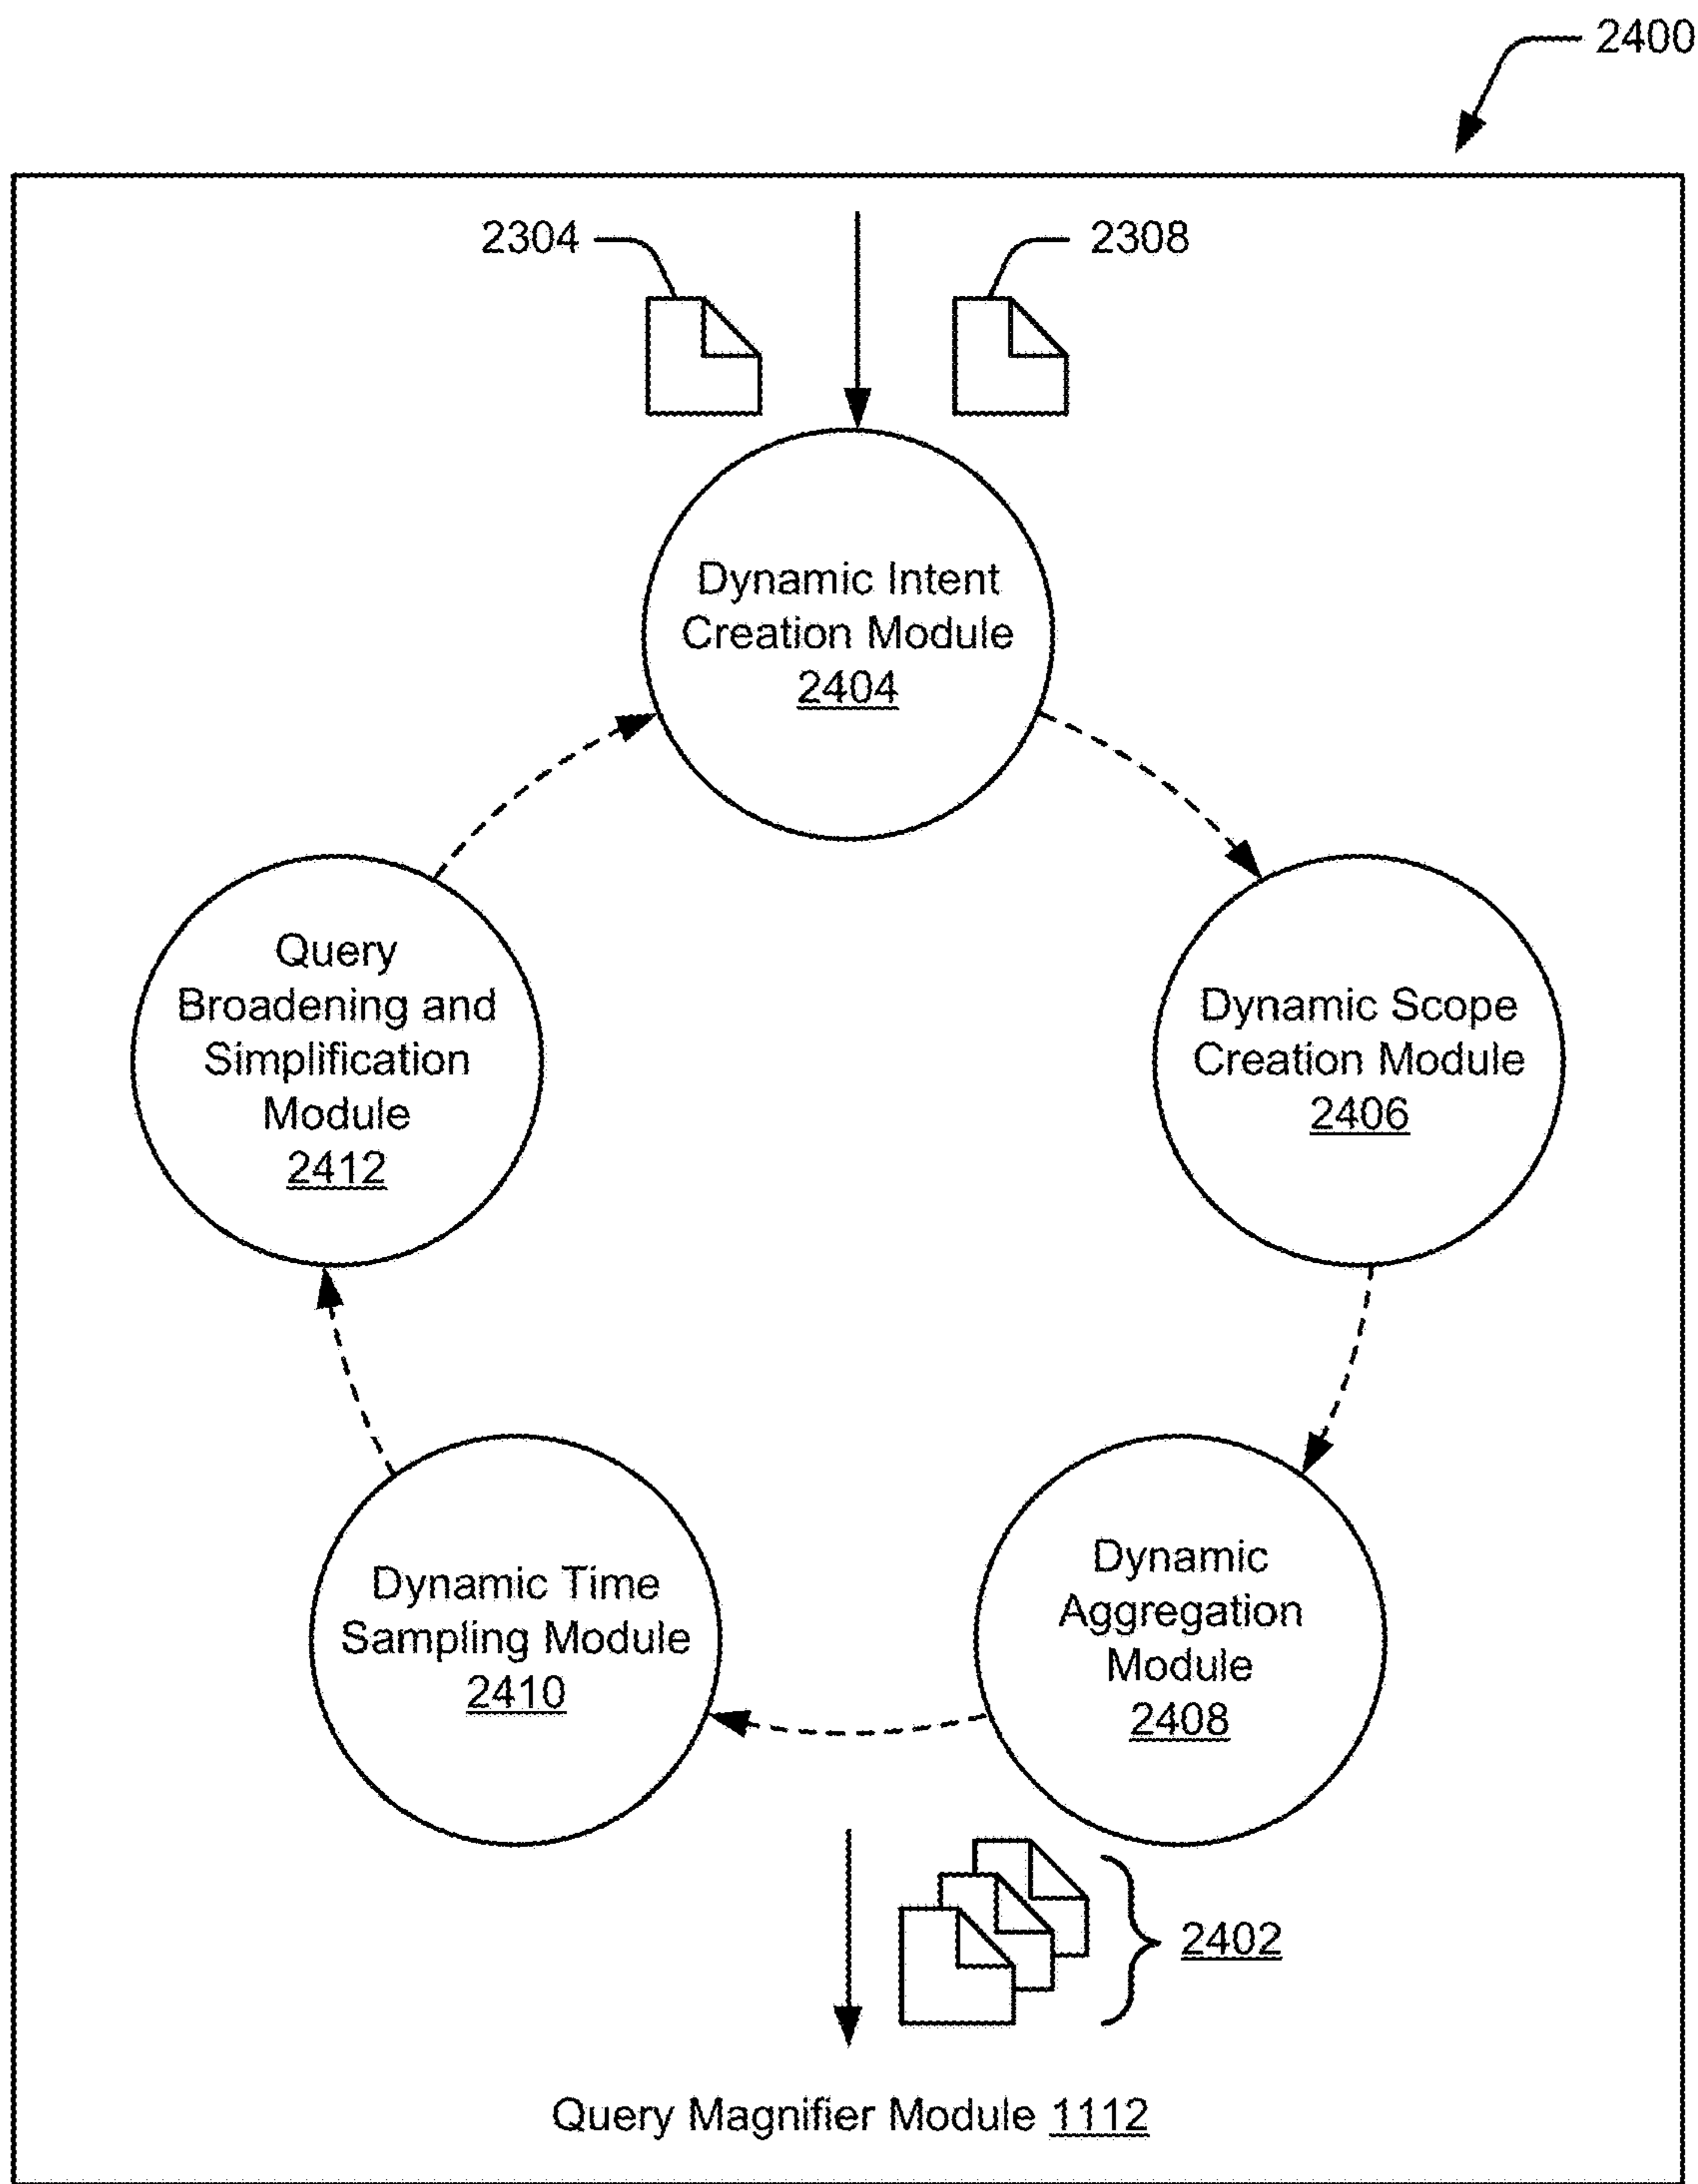 2400
2304
2308
Dynamic Intent
Creation Module
2404
Query
Broadening and
Simplification
Module
2412
Dynamic Scope
Creation Module
2406
Dynamic Time
Sampling Module
2410
Dynamic
Aggregation
Module
2408
2402
Query Magnifier Module 1112